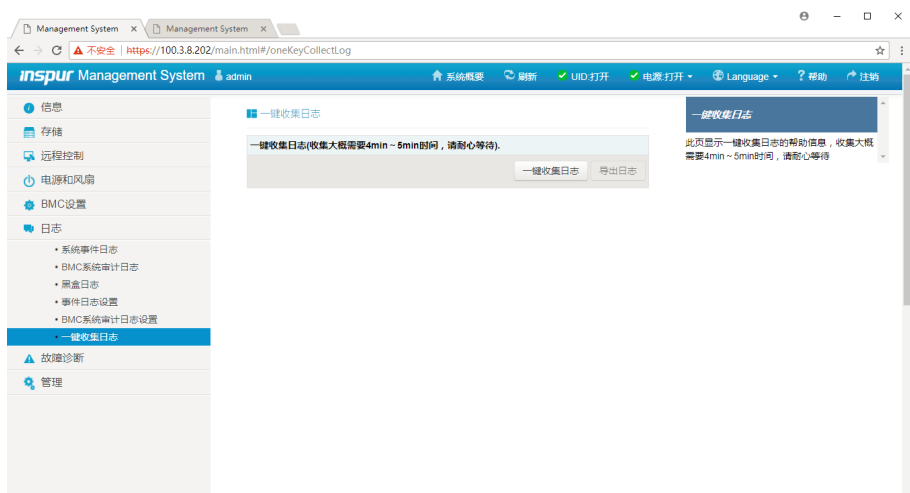 Management System
Management System
不安全 | https://100.3.8.202/main.html#/oneKeyCollectLog
inspur Management System admin 系统概要 刷新 UID:打开 电源:打开 Language 帮助 注销
信息
存储
远程控制
电源和风扇
BMC设置
日志
系统事件日志
BMC系统审计日志
黑盒日志
事件日志设置
BMC系统审计日志设置
一键收集日志
故障诊断
管理
一键收集日志
一键收集日志(收集大概需要4min~5min时间，请耐心等待).
一键收集日志 导出日志
一键收集日志
此页显示一键收集日志的帮助信息，收集大概
需要4min~5min时间，请耐心等待